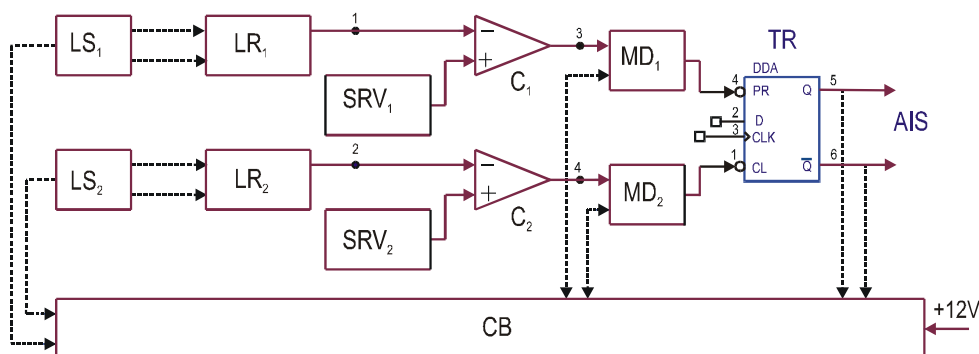 LS1
LR1
1
−
+
C1
3
MD1
TR
DDA
4
PR
Q
5
2
D
3
CLK
AIS
SRV1
LS2
LR2
2
−
+
C2
4
MD2
1
CL
Q̅
6
SRV2
CB
+12V